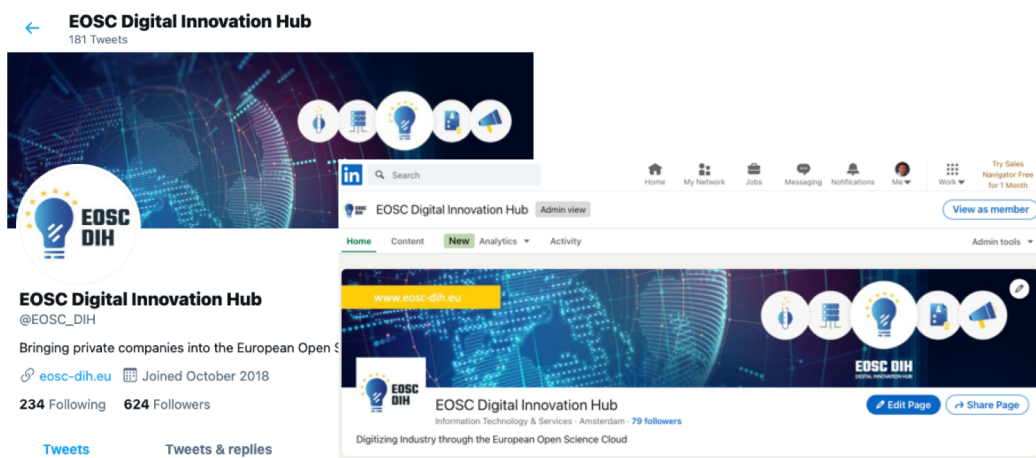 EOSC Digital Innovation Hub
181 Tweets
EOSC
DIH
EOSC Digital Innovation Hub
@EOSC_DIH
Bringing private companies into the European Open S
eosc-dih.eu Joined October 2018
234 Following 624 Followers
Tweets Tweets & replies
in Search
Home My Network Jobs Messaging Notifications Me Work
Try Sales
Navigator Free
for 1 Month
EOSC Digital Innovation Hub Admin view
View as member
Home Content New Analytics Activity
Admin tools
www.eosc-dih.eu
EOSC DIH
DIGITAL INNOVATION HUB
EOSC
DIH
EOSC Digital Innovation Hub
Edit Page Share Page
Information Technology & Services · Amsterdam · 79 followers
Digitizing Industry through the European Open Science Cloud